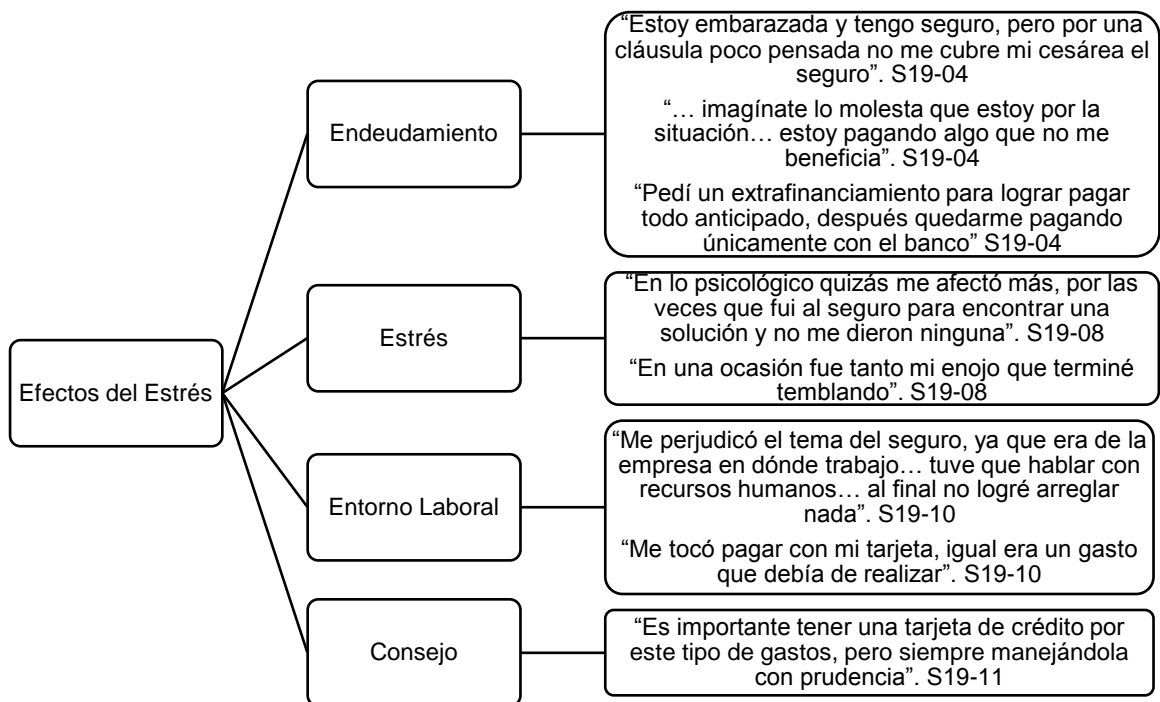 “Estoy embarazada y tengo seguro, pero por una
cláusula poco pensada no me cubre mi cesárea el
seguro”. S19-04
“… imagínate lo molesta que estoy por la
situación… estoy pagando algo que no me
beneficia”. S19-04
“Pedí un extrafinanciamiento para lograr pagar
todo anticipado, después quedarme pagando
únicamente con el banco” S19-04
Endeudamiento
“En lo psicológico quizás me afectó más, por las
veces que fui al seguro para encontrar una
solución y no me dieron ninguna”. S19-08
“En una ocasión fue tanto mi enojo que terminé
temblando”. S19-08
Estrés
Efectos del Estrés
“Me perjudicó el tema del seguro, ya que era de la
empresa en dónde trabajo… tuve que hablar con
recursos humanos… al final no logré arreglar
nada”. S19-10
“Me tocó pagar con mi tarjeta, igual era un gasto
que debía de realizar”. S19-10
Entorno Laboral
“Es importante tener una tarjeta de crédito por
este tipo de gastos, pero siempre manejándola
con prudencia”. S19-11
Consejo